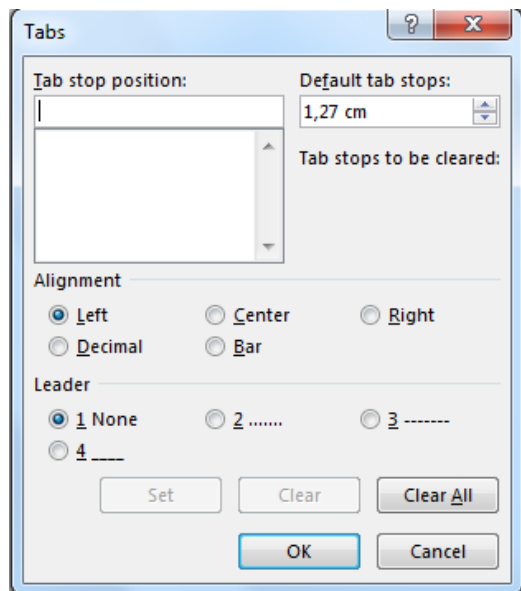 Tabs ?
Tab stop position: Default tab stops:
1,27 cm
Tab stops to be cleared:
Alignment
Left Center Right
Decimal Bar
Leader
1 None 2 ....... 3 -------
4 ____
Set Clear Clear All
OK Cancel